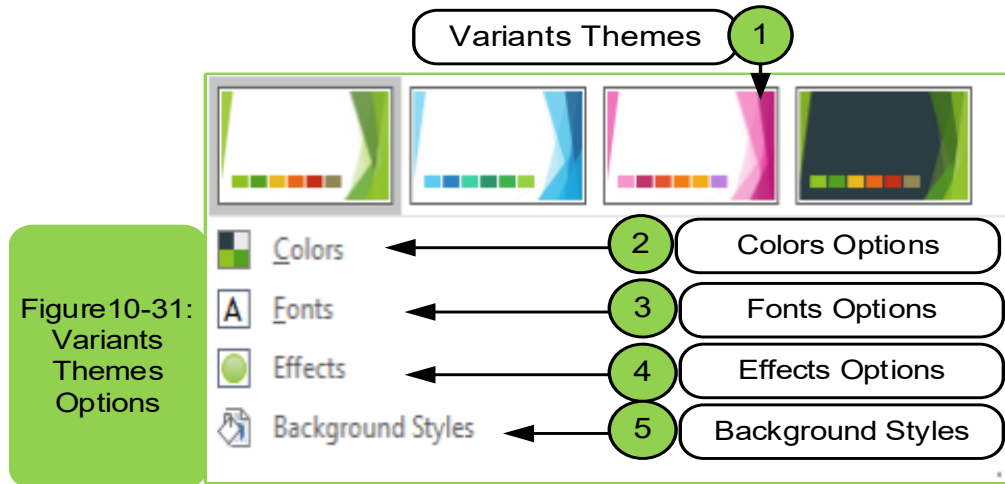 Variants Themes 1
Colors 2 Colors Options
Fonts 3 Fonts Options
Effects 4 Effects Options
Background Styles 5 Background Styles
Figure10-31:
Variants
Themes
Options